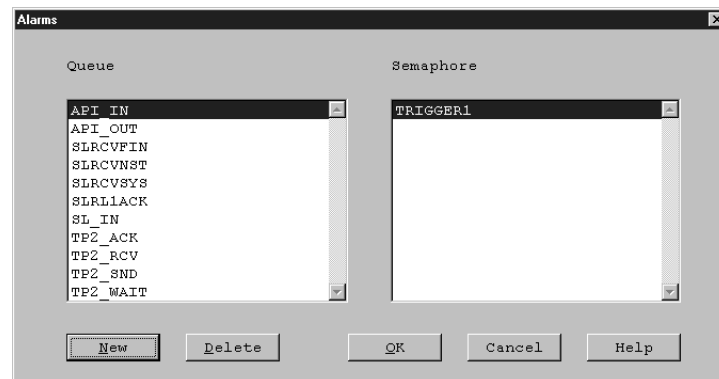 Alarms
Queue
Semaphore
API_IN
API_OUT
SLRCVFIN
SLRCVNST
SLRCVSYS
SLRL1ACK
SL_IN
TP2_ACK
TP2_RCV
TP2_SND
TP2_WAIT
TRIGGER1
New
Delete
OK
Cancel
Help